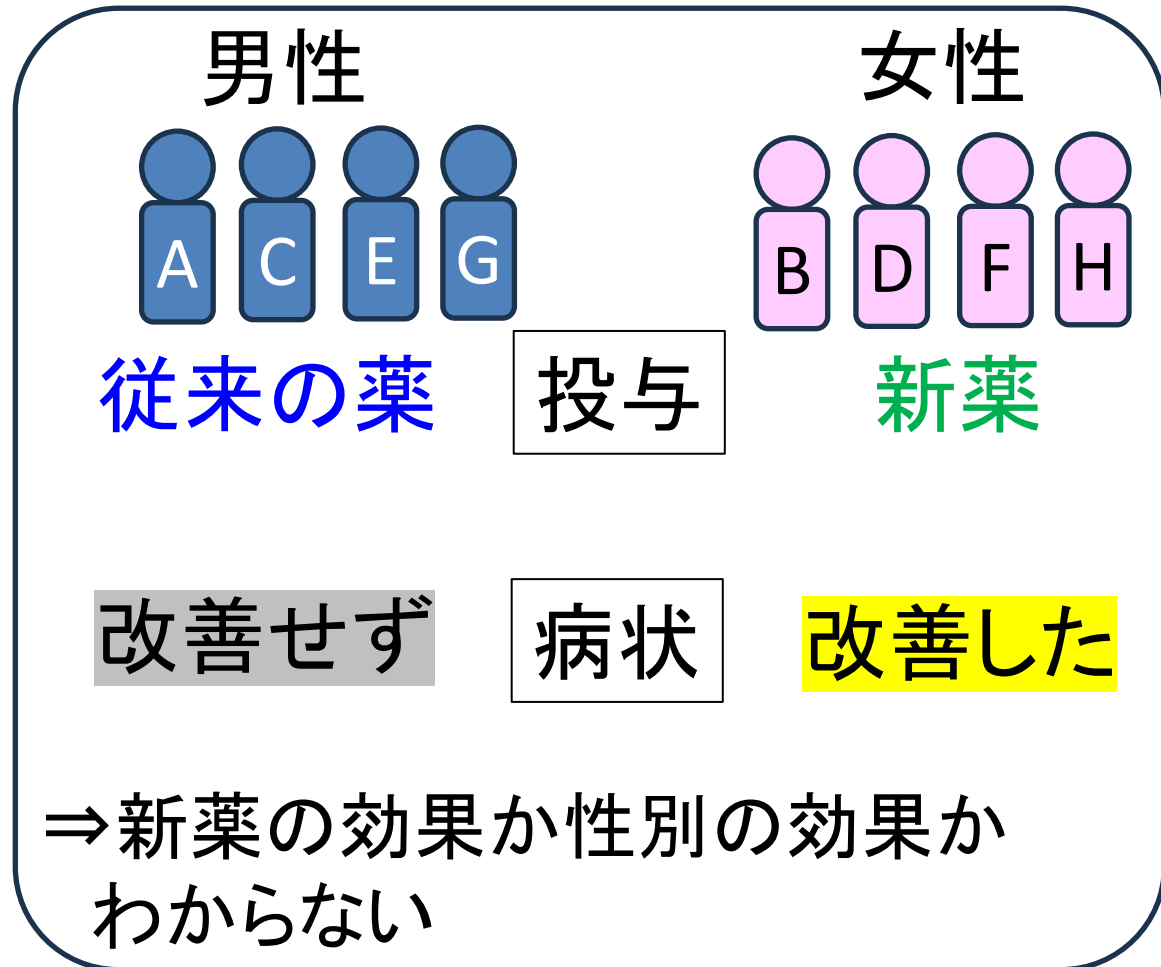 男性 女性
A C E G B D F H
従来の薬 投与 新薬
改善せず 病状 改善した
⇒新薬の効果か性別の効果か
わからない